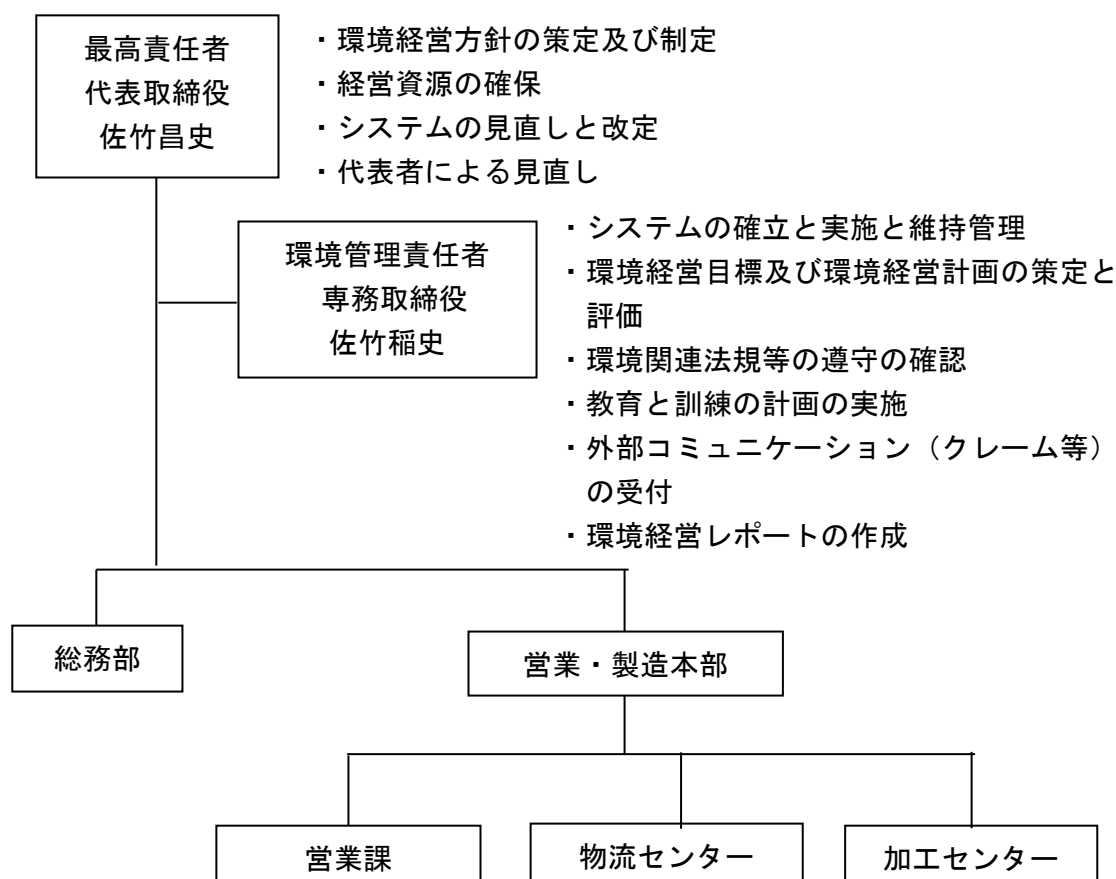 最高責任者
代表取締役
佐竹昌史
・環境経営方針の策定及び制定
・経営資源の確保
・システムの見直しと改定
・代表者による見直し
環境管理責任者
専務取締役
佐竹稲史
・システムの確立と実施と維持管理
・環境経営目標及び環境経営計画の策定と
評価
・環境関連法規等の遵守の確認
・教育と訓練の計画の実施
・外部コミュニケーション（クレーム等）
の受付
・環境経営レポートの作成
総務部
営業・製造本部
営業課
物流センター
加工センター